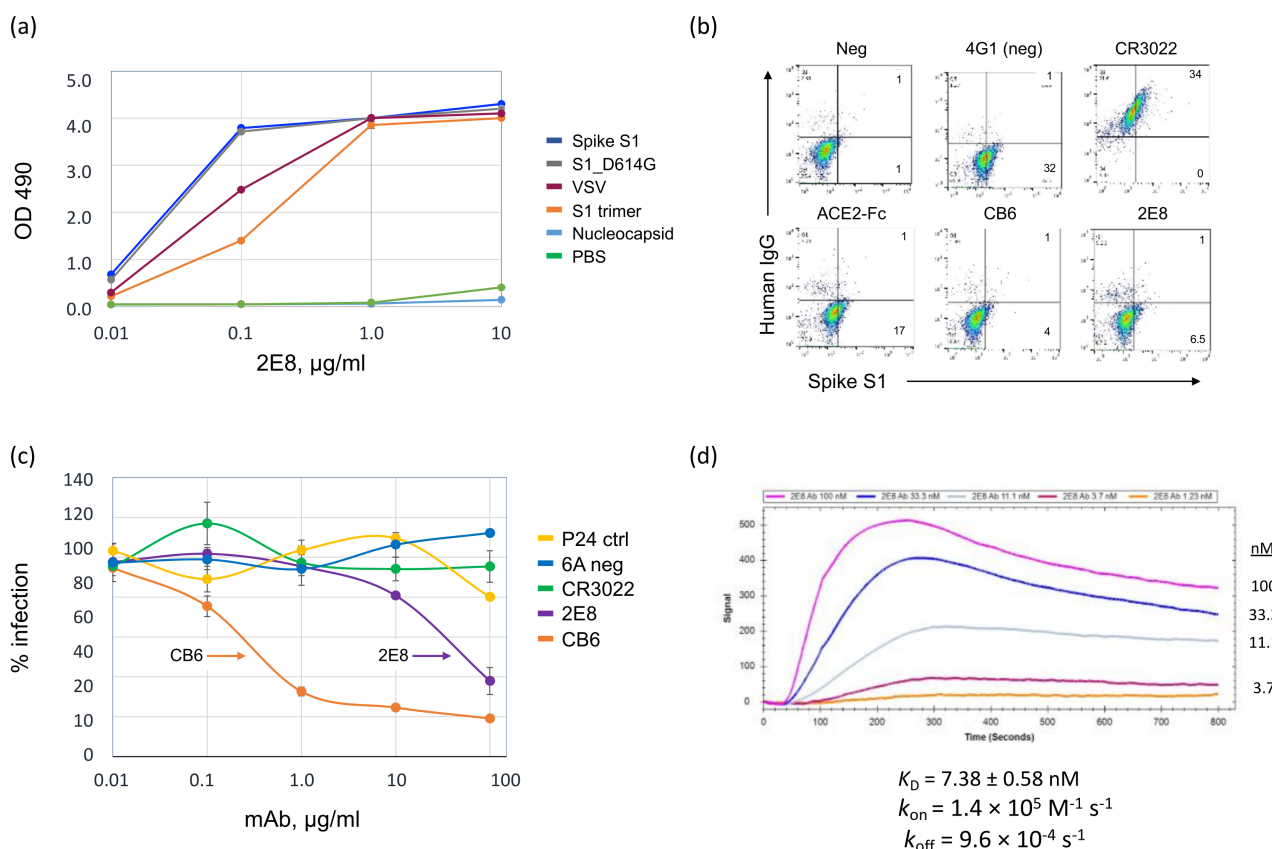 (a)
5.0
4.0
3.0
2.0
1.0
0.0
OD 490
0.01 0.1 1.0 10
2E8, µg/ml
Spike S1
S1_D614G
VSV
S1 trimer
Nucleocapsid
PBS
(b)
Neg 4G1 (neg) CR3022
1 1 34
1 32 0
ACE2-Fc CB6 2E8
1 1 1
17 4 6.5
Human IgG
Spike S1
(c)
140
120
100
80
60
40
20
10
0
% infection
CB6
2E8
0.01 0.1 1.0 10 100
mAb, µg/ml
P24 ctrl
6A neg
CR3022
2E8
CB6
(d)
2E8 Ab 100 nM 2E8 Ab 33.3 nM 2E8 Ab 11.1 nM 2E8 Ab 3.7 nM 2E8 Ab 1.23 nM
500
400
300
200
100
0
Signal
0 100 200 300 400 500 600 700 800
Time (Seconds)
nM
100
33.
11.
3.7
KD = 7.38 ± 0.58 nM
kon = 1.4 × 10⁵ M⁻¹ s⁻¹
koff = 9.6 × 10⁻⁴ s⁻¹